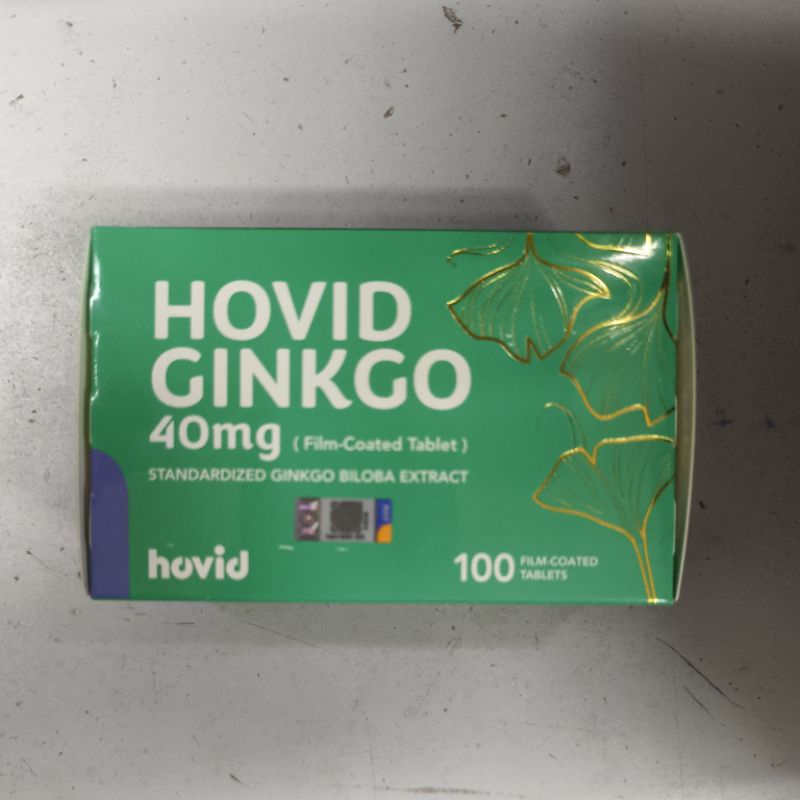 HOVID
GINKGO
40mg ( Film-Coated Tablet )
STANDARDIZED GINKGO BILOBA EXTRACT
hovid
100 FILM-COATED
TABLETS